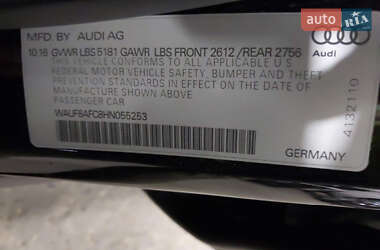 AUTO RIA
MFD. BY AUDI AG
10.16 GVWR LBS 5181 GAWR LBS FRONT 2612 / REAR 2756
THIS VEHICLE CONFORMS TO ALL APPLICABLE U S
FEDERAL MOTOR VEHICLE SAFETY, BUMPER AND THEFT
PREVENTION STANDARDS IN EFFECT ON THE DATE OF
MANUFACTURE SHOWN ABOVE
WAUF8AFC8HN055253
PASSENGER CAR
Audi
4132110
GERMANY